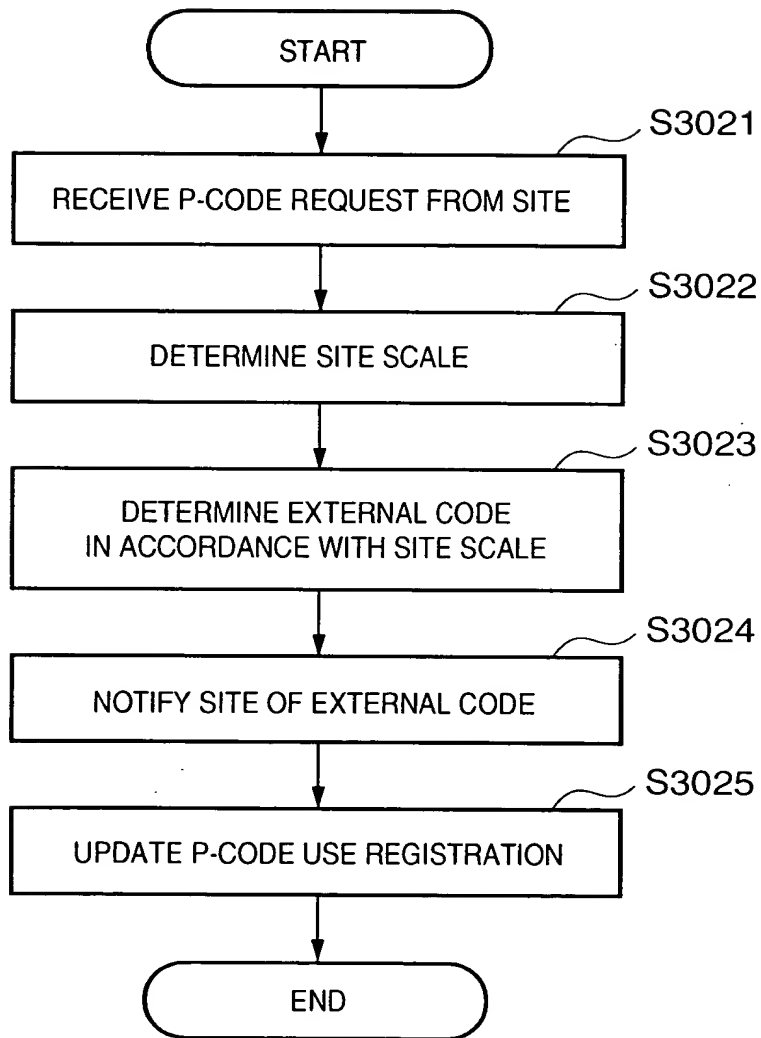 START
S3021
RECEIVE P-CODE REQUEST FROM SITE
S3022
DETERMINE SITE SCALE
S3023
DETERMINE EXTERNAL CODE
IN ACCORDANCE WITH SITE SCALE
S3024
NOTIFY SITE OF EXTERNAL CODE
S3025
UPDATE P-CODE USE REGISTRATION
END